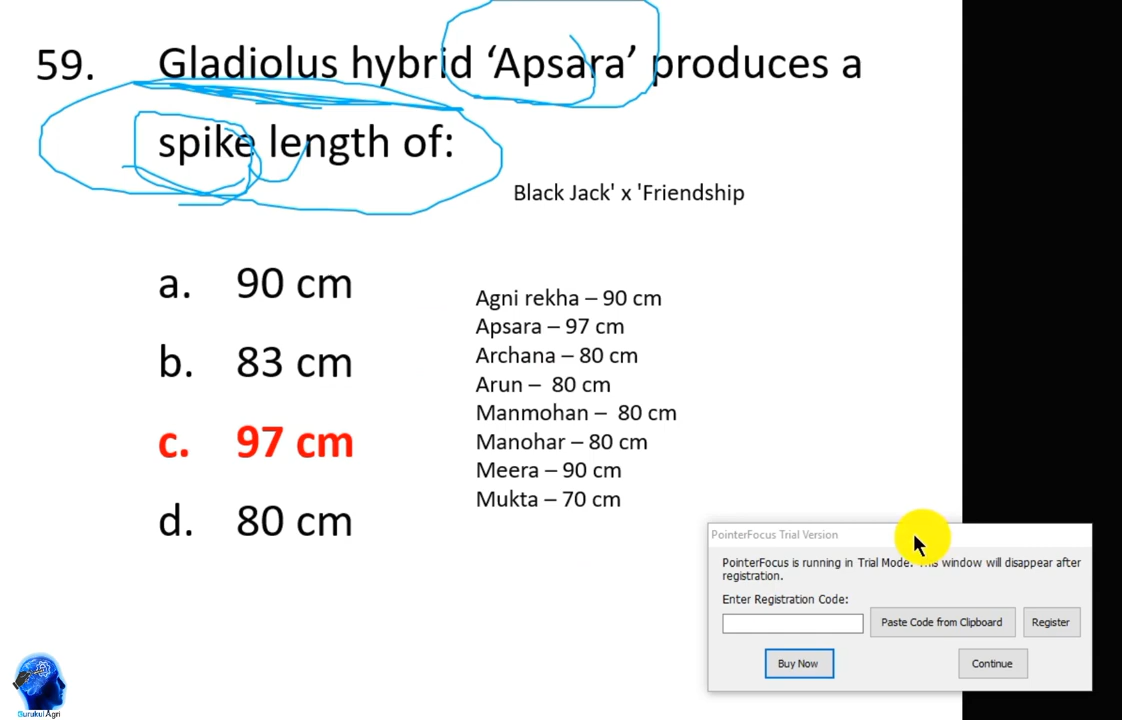 59. Gladiolus hybrid ‘Apsara’ produces a
spike length of:
Black Jack' x 'Friendship
a. 90 cm
b. 83 cm
c. 97 cm
d. 80 cm
Agni rekha – 90 cm
Apsara – 97 cm
Archana – 80 cm
Arun – 80 cm
Manmohan – 80 cm
Manohar – 80 cm
Meera – 90 cm
Mukta – 70 cm
PointerFocus Trial Version
PointerFocus is running in Trial Mode. window will disappear after
registration.
Enter Registration Code:
Paste Code from Clipboard
Register
Buy Now
Continue
Gurukul Agri